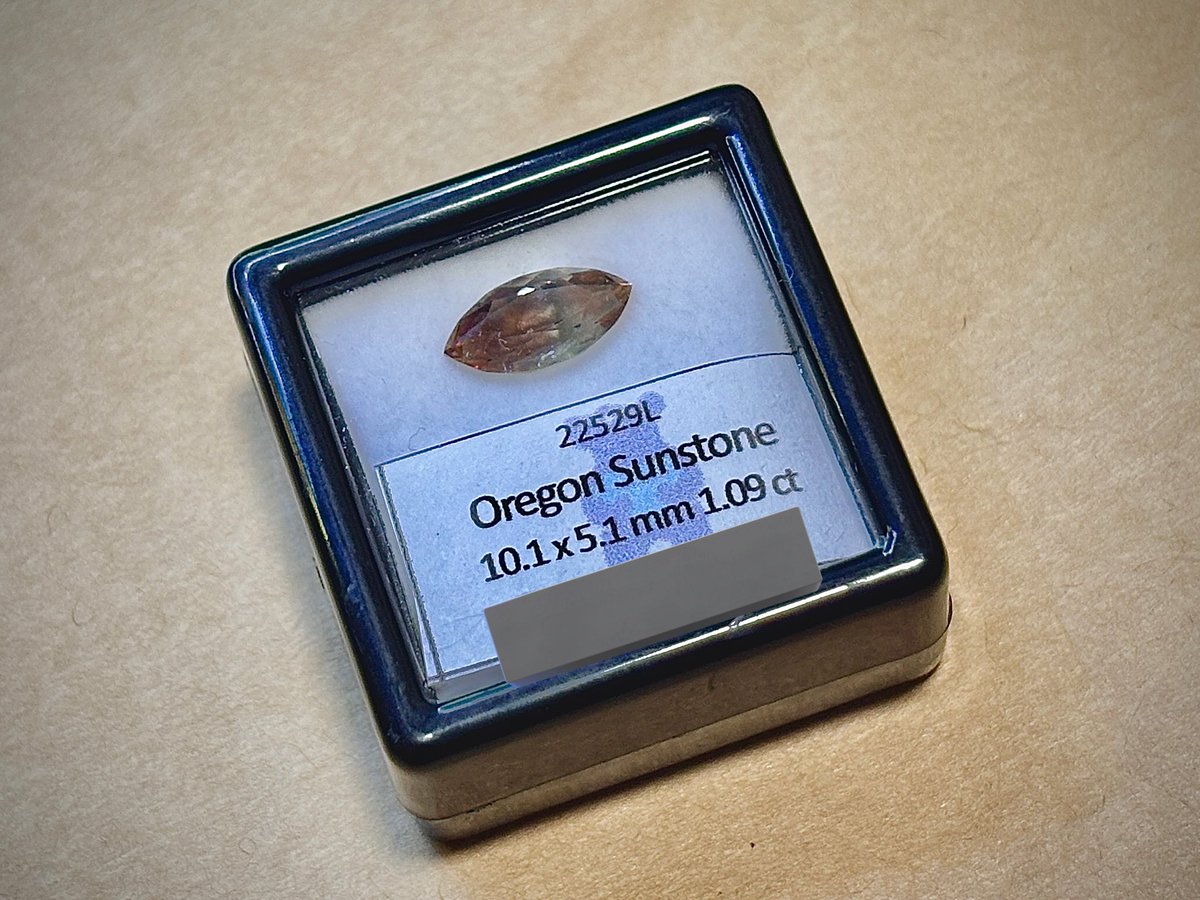 22529L
Oregon Sunstone
10.1 x 5.1 mm 1.09 ct